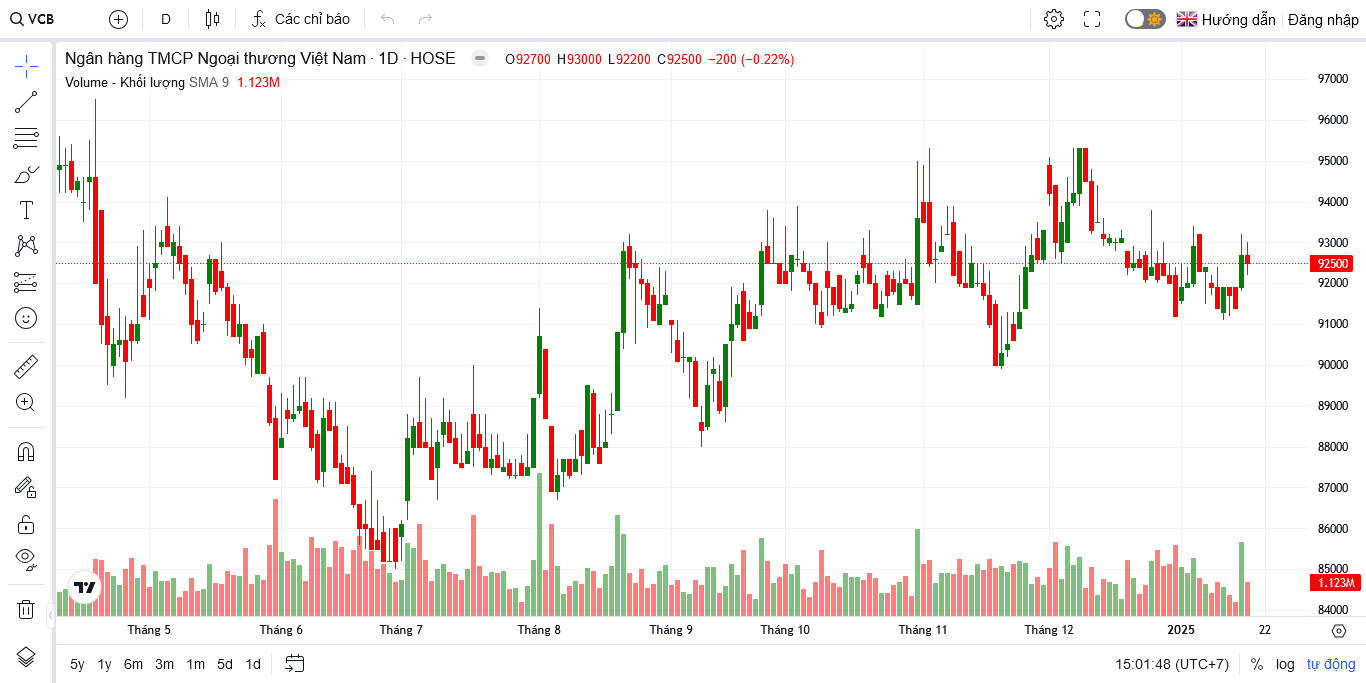 VCB D Các chỉ báo Hướng dẫn Đăng nhập
Ngân hàng TMCP Ngoại thương Việt Nam · 1D · HOSE O92700 H93000 L92200 C92500 −200 (−0.22%)
Volume - Khối lượng SMA 9 1.123M
97000
96000
95000
94000
93000
92500
92000
91000
90000
89000
88000
87000
86000
85000
1.123M
84000
Tháng 5 Tháng 6 Tháng 7 Tháng 8 Tháng 9 Tháng 10 Tháng 11 Tháng 12 2025 22
5y 1y 6m 3m 1m 5d 1d 15:01:48 (UTC+7) % log tự động